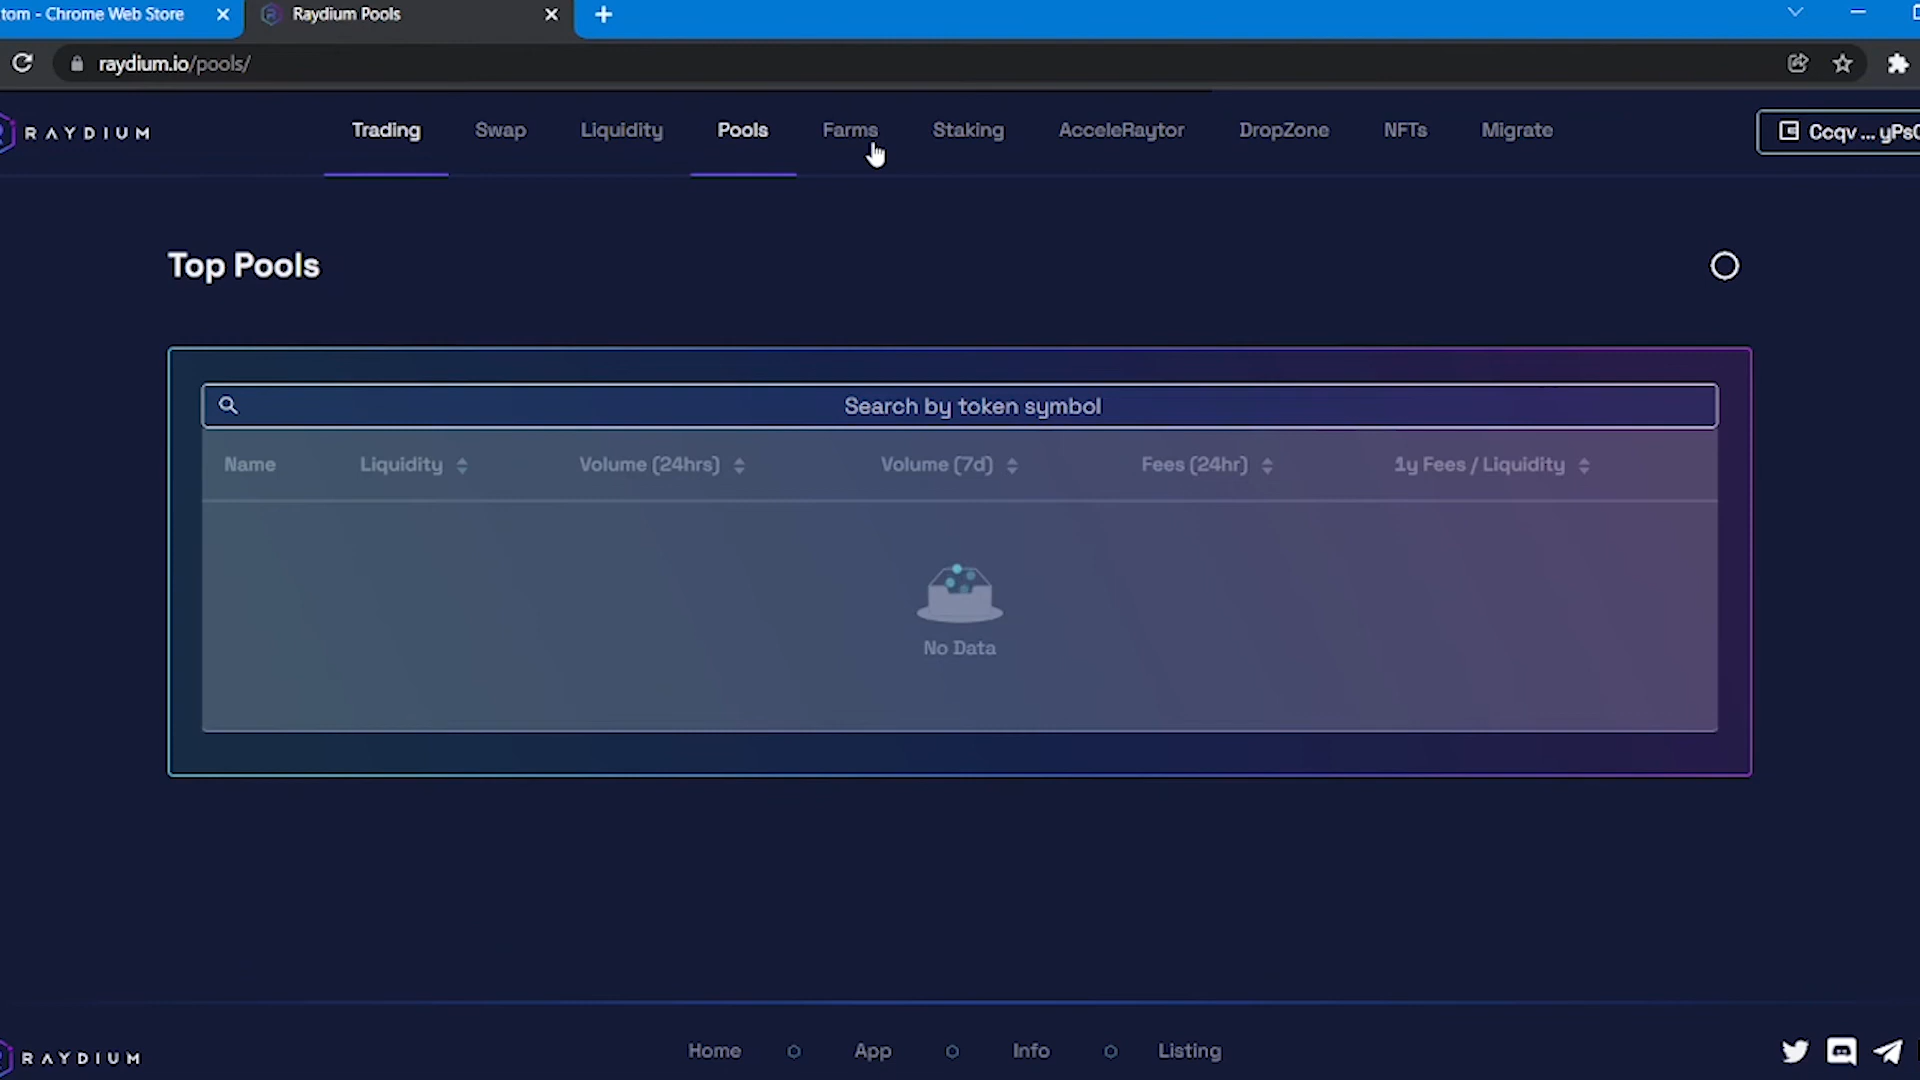 tom - Chrome Web Store
Raydium Pools
raydium.io/pools/
RAYDIUM
Trading
Swap
Liquidity
Pools
Farms
Staking
AcceleRaytor
DropZone
NFTs
Migrate
Ccqv ... yPsC
Top Pools
Search by token symbol
Name
Liquidity
Volume (24hrs)
Volume (7d)
Fees (24hr)
1y Fees / Liquidity
No Data
RAYDIUM
Home
App
Info
Listing